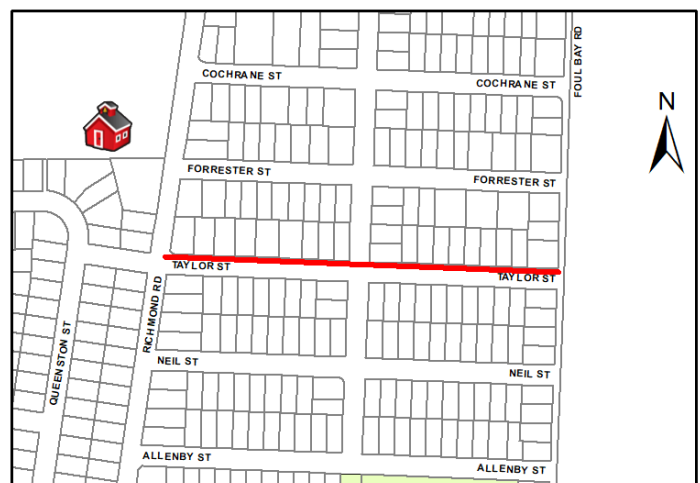 FOUL BAY RD
COCHRANE ST
COCHRANE ST
N
FORRESTER ST
FORRESTER ST
TAYLOR ST
TAYLOR ST
RICHMOND RD
QUEENSTON ST
NEIL ST
NEIL ST
ALLENBY ST
ALLENBY ST